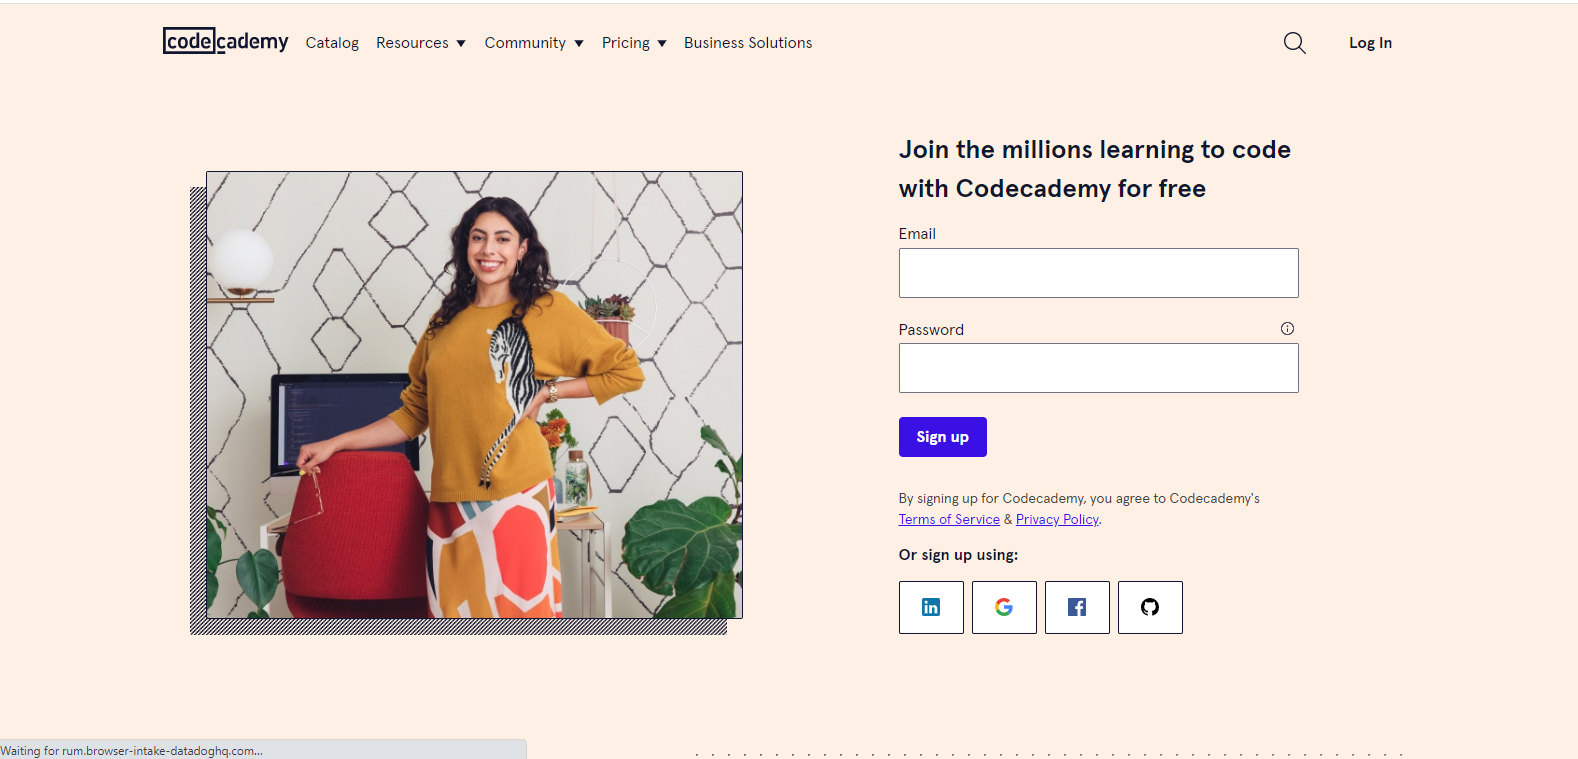 codecademy
Catalog
Resources
Community
Pricing
Business Solutions
Log In
Join the millions learning to code
with Codecademy for free
Email
Password
Sign up
By signing up for Codecademy, you agree to Codecademy's
Terms of Service & Privacy Policy.
Or sign up using:
Waiting for rum.browser-intake-datadoghq.com...